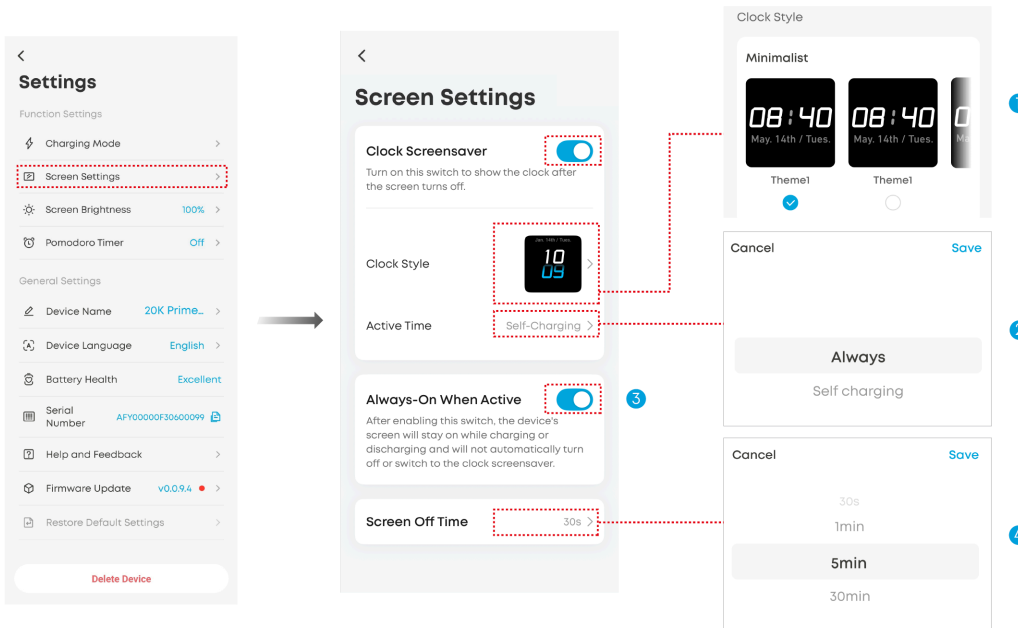 Settings
Function Settings
Charging Mode
Screen Settings
Screen Brightness 100%
Pomodoro Timer Off
General Settings
Device Name 20K Prime...
Device Language English
Battery Health Excellent
Serial
Number AFY00000F30600099
Help and Feedback
Firmware Update v0.0.9.4
Restore Default Settings
Delete Device
Screen Settings
Clock Screensaver
Turn on this switch to show the clock after
the screen turns off.
Clock Style
Jan. 14th / Tues.
10
09
Active Time Self-Charging
Always-On When Active
After enabling this switch, the device's
screen will stay on while charging or
discharging and will not automatically turn
off or switch to the clock screensaver.
3
Screen Off Time 30s
Clock Style
Minimalist
08:40
May. 14th / Tues.
08:40
May. 14th / Tues.
Theme1
Theme1
Cancel Save
Always
Self charging
2
Cancel Save
30s
1min
5min
30min
4